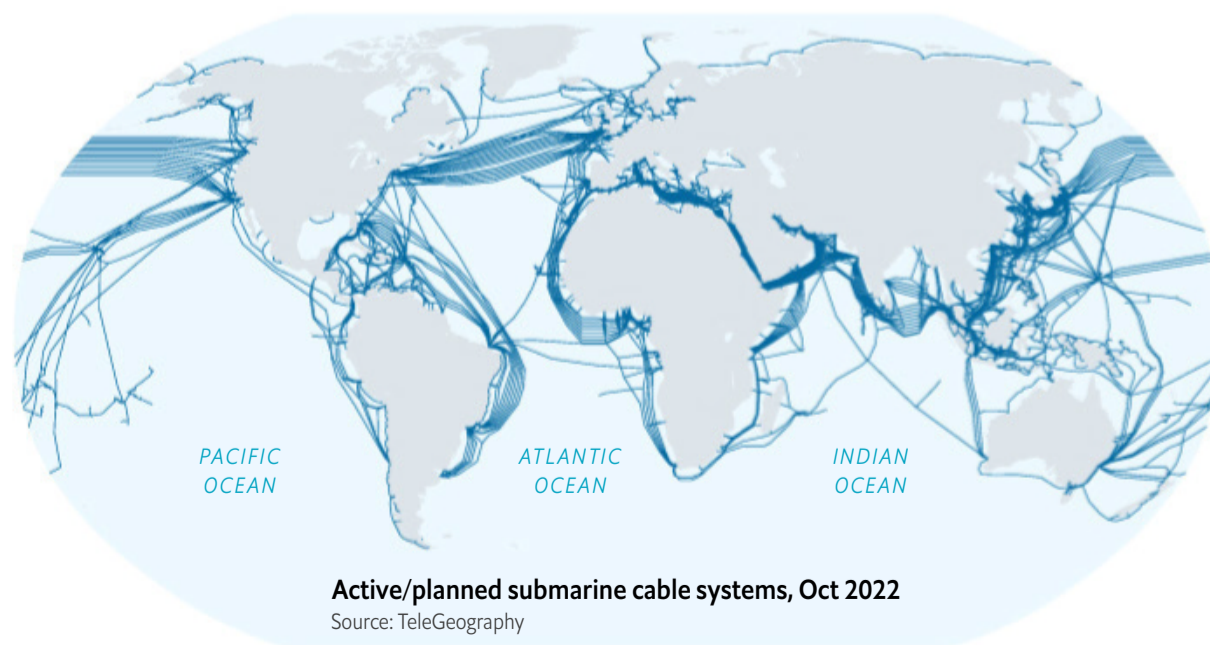 PACIFIC
OCEAN
ATLANTIC
OCEAN
INDIAN
OCEAN
Active/planned submarine cable systems, Oct 2022
Source: TeleGeography